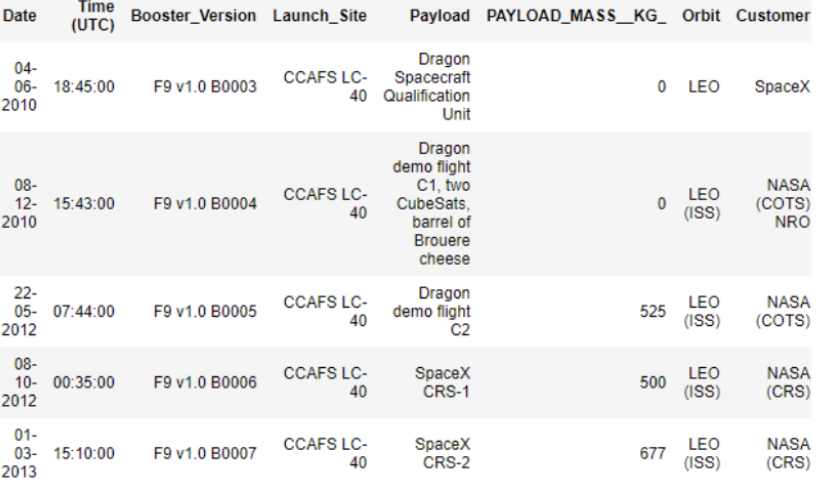 Date Time (UTC) Booster_Version Launch_Site Payload PAYLOAD_MASS__KG_ Orbit Customer
04-06-2010 18:45:00 F9 v1.0 B0003 CCAFS LC-40 Dragon Spacecraft Qualification Unit 0 LEO SpaceX
08-12-2010 15:43:00 F9 v1.0 B0004 CCAFS LC-40 Dragon demo flight C1, two CubeSats, barrel of Brouere cheese 0 LEO (ISS) NASA (COTS) NRO
22-05-2012 07:44:00 F9 v1.0 B0005 CCAFS LC-40 Dragon demo flight C2 525 LEO (ISS) NASA (COTS)
08-10-2012 00:35:00 F9 v1.0 B0006 CCAFS LC-40 SpaceX CRS-1 500 LEO (ISS) NASA (CRS)
01-03-2013 15:10:00 F9 v1.0 B0007 CCAFS LC-40 SpaceX CRS-2 677 LEO (ISS) NASA (CRS)